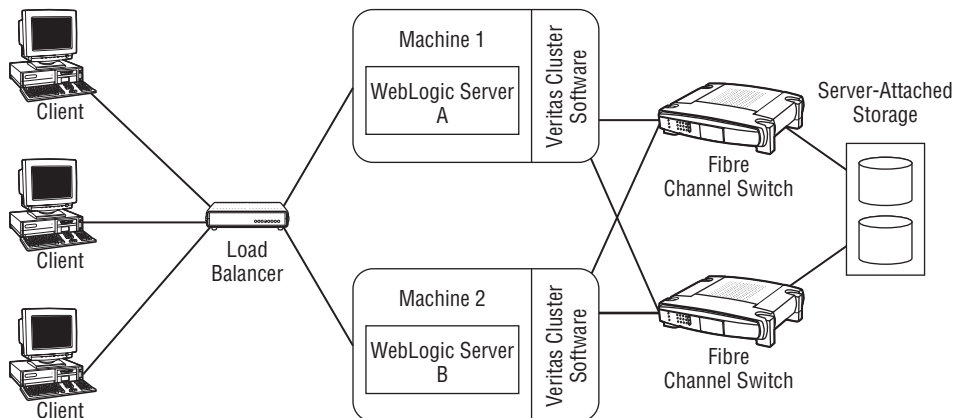 Client
Client
Client
Load
Balancer
Machine 1
WebLogic Server
A
Veritas Cluster
Software
Machine 2
WebLogic Server
B
Veritas Cluster
Software
Fibre
Channel Switch
Fibre
Channel Switch
Server-Attached
Storage